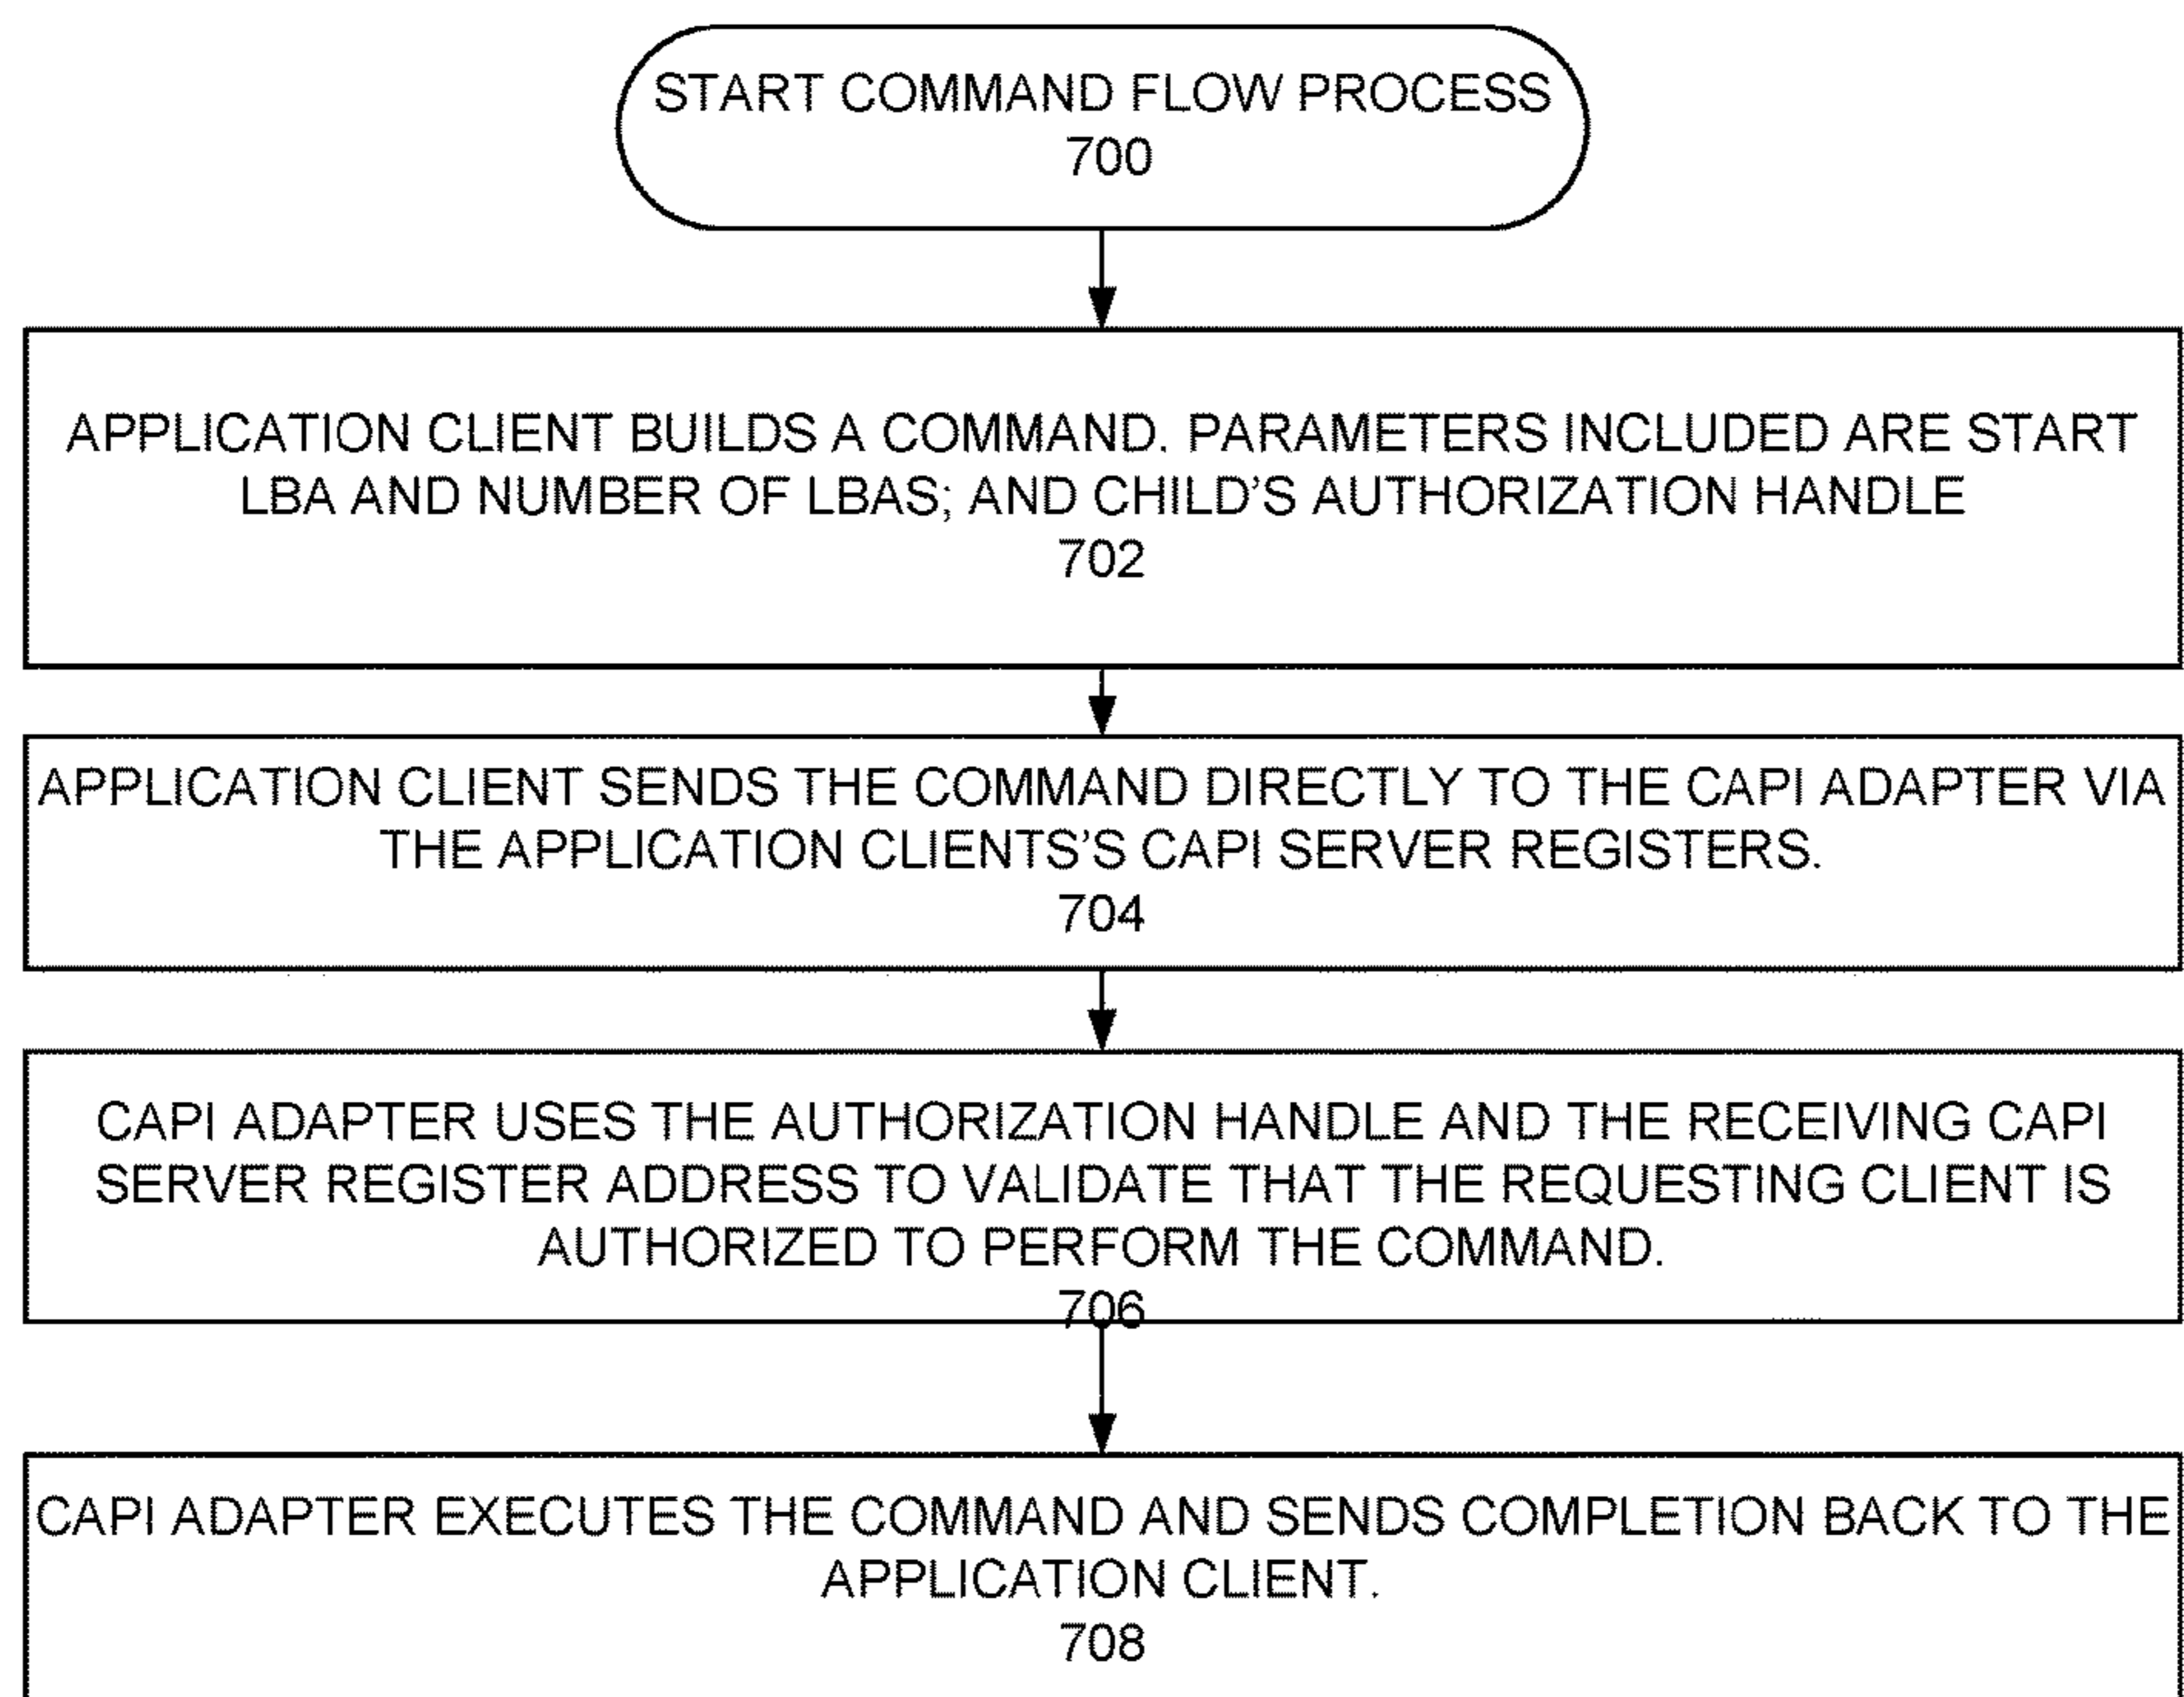 START COMMAND FLOW PROCESS
700
APPLICATION CLIENT BUILDS A COMMAND. PARAMETERS INCLUDED ARE START
LBA AND NUMBER OF LBAS; AND CHILD'S AUTHORIZATION HANDLE
702
APPLICATION CLIENT SENDS THE COMMAND DIRECTLY TO THE CAPI ADAPTER VIA
THE APPLICATION CLIENTS'S CAPI SERVER REGISTERS.
704
CAPI ADAPTER USES THE AUTHORIZATION HANDLE AND THE RECEIVING CAPI
SERVER REGISTER ADDRESS TO VALIDATE THAT THE REQUESTING CLIENT IS
AUTHORIZED TO PERFORM THE COMMAND.
706
CAPI ADAPTER EXECUTES THE COMMAND AND SENDS COMPLETION BACK TO THE
APPLICATION CLIENT.
708